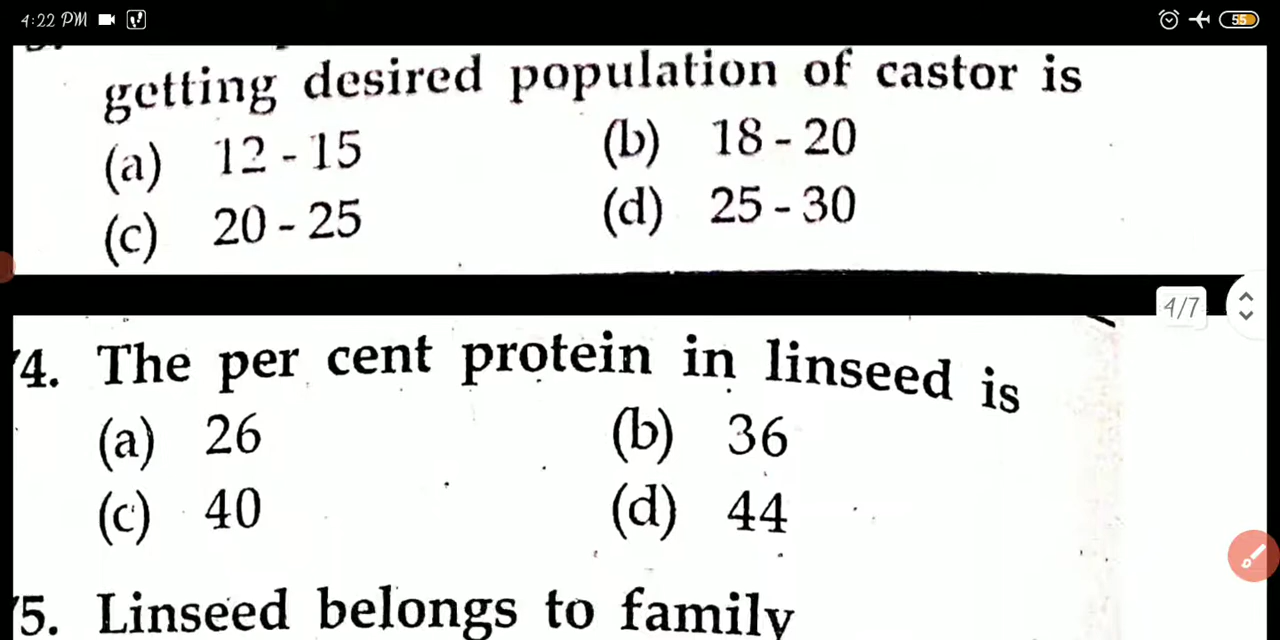 4:22 PM
55
getting desired population of castor is
(a) 12 - 15 (b) 18 - 20
(c) 20 - 25 (d) 25 - 30
4/7
4. The per cent protein in linseed is
(a) 26 (b) 36
(c) 40 (d) 44
5. Linseed belongs to family